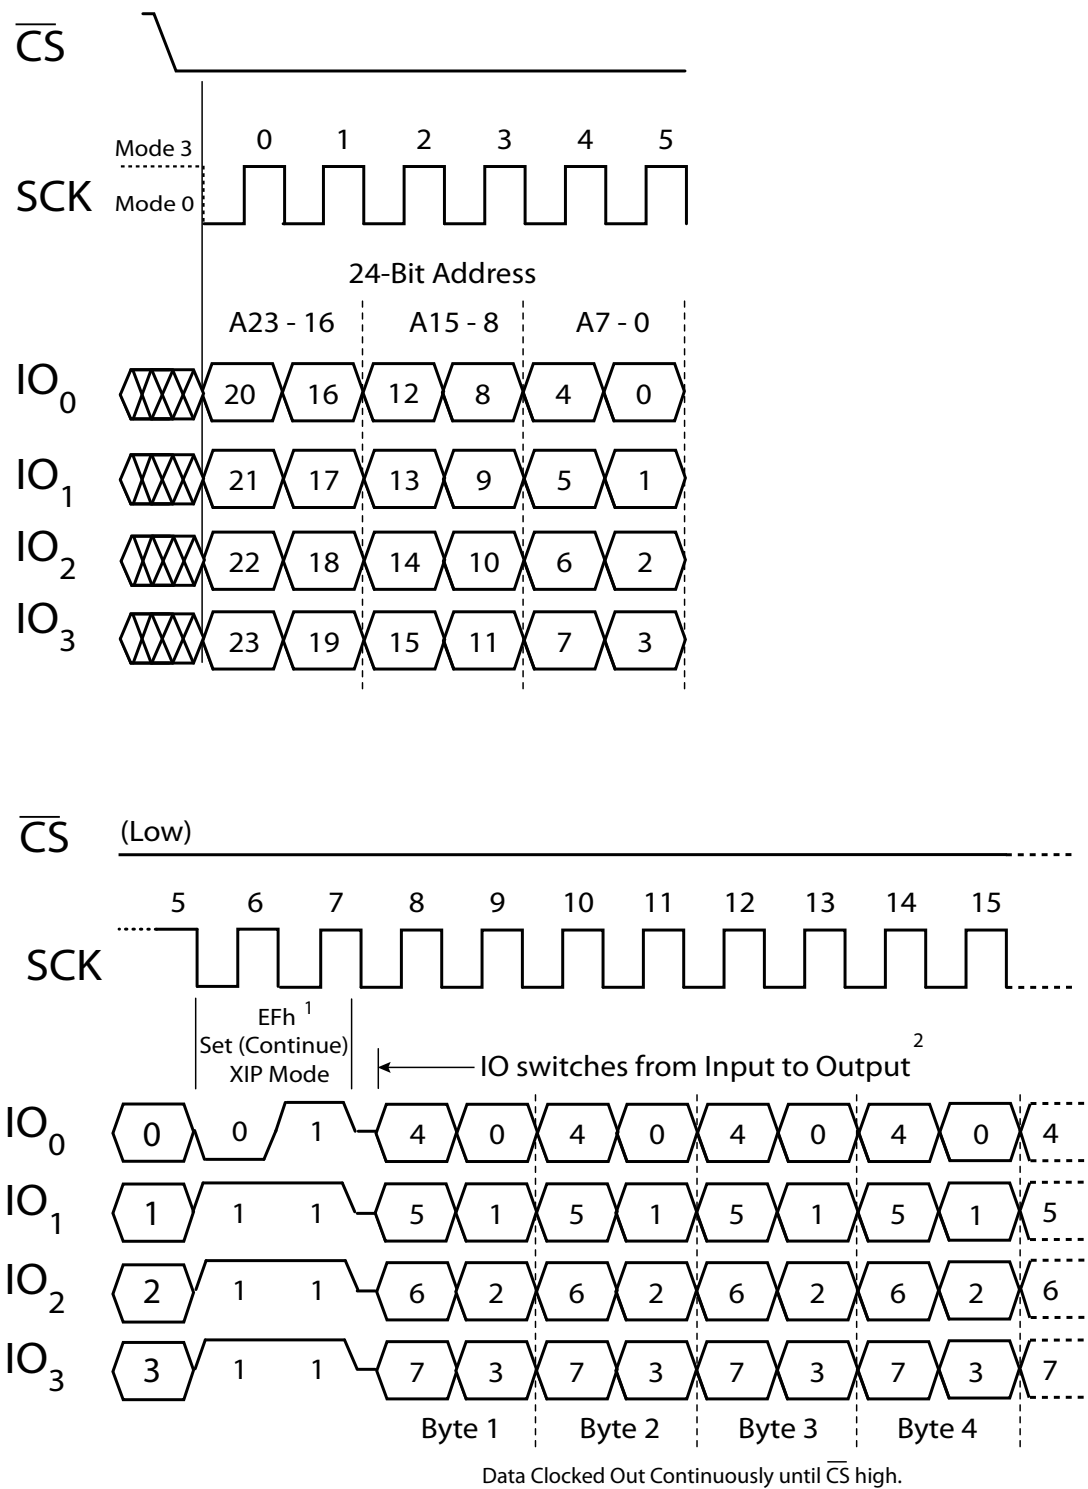 CS
Mode 3
0 1 2 3 4 5
SCK
Mode 0
24-Bit Address
A23 - 16 A15 - 8 A7 - 0
IO0 20 16 12 8 4 0
IO1 21 17 13 9 5 1
IO2 22 18 14 10 6 2
IO3 23 19 15 11 7 3
CS (Low)
5 6 7 8 9 10 11 12 13 14 15
SCK
EFh 1
Set (Continue)
XIP Mode
IO switches from Input to Output 2
IO0 0 0 1 4 0 4 0 4 0 4 0 4
IO1 1 1 1 5 1 5 1 5 1 5 1 5
IO2 2 1 1 6 2 6 2 6 2 6 2 6
IO3 3 1 1 7 3 7 3 7 3 7 3 7
Byte 1 Byte 2 Byte 3 Byte 4
Data Clocked Out Continuously until CS high.